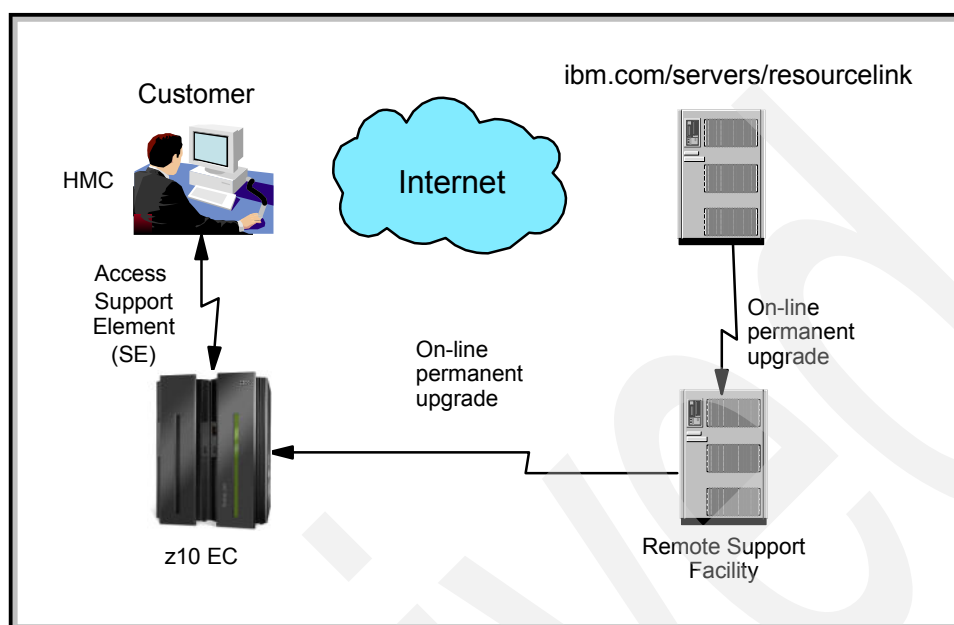 ibm.com/servers/resourcelink
Customer
HMC
Internet
Access
Support
Element
(SE)
On-line
permanent
upgrade
On-line
permanent
upgrade
z10 EC
Remote Support
Facility